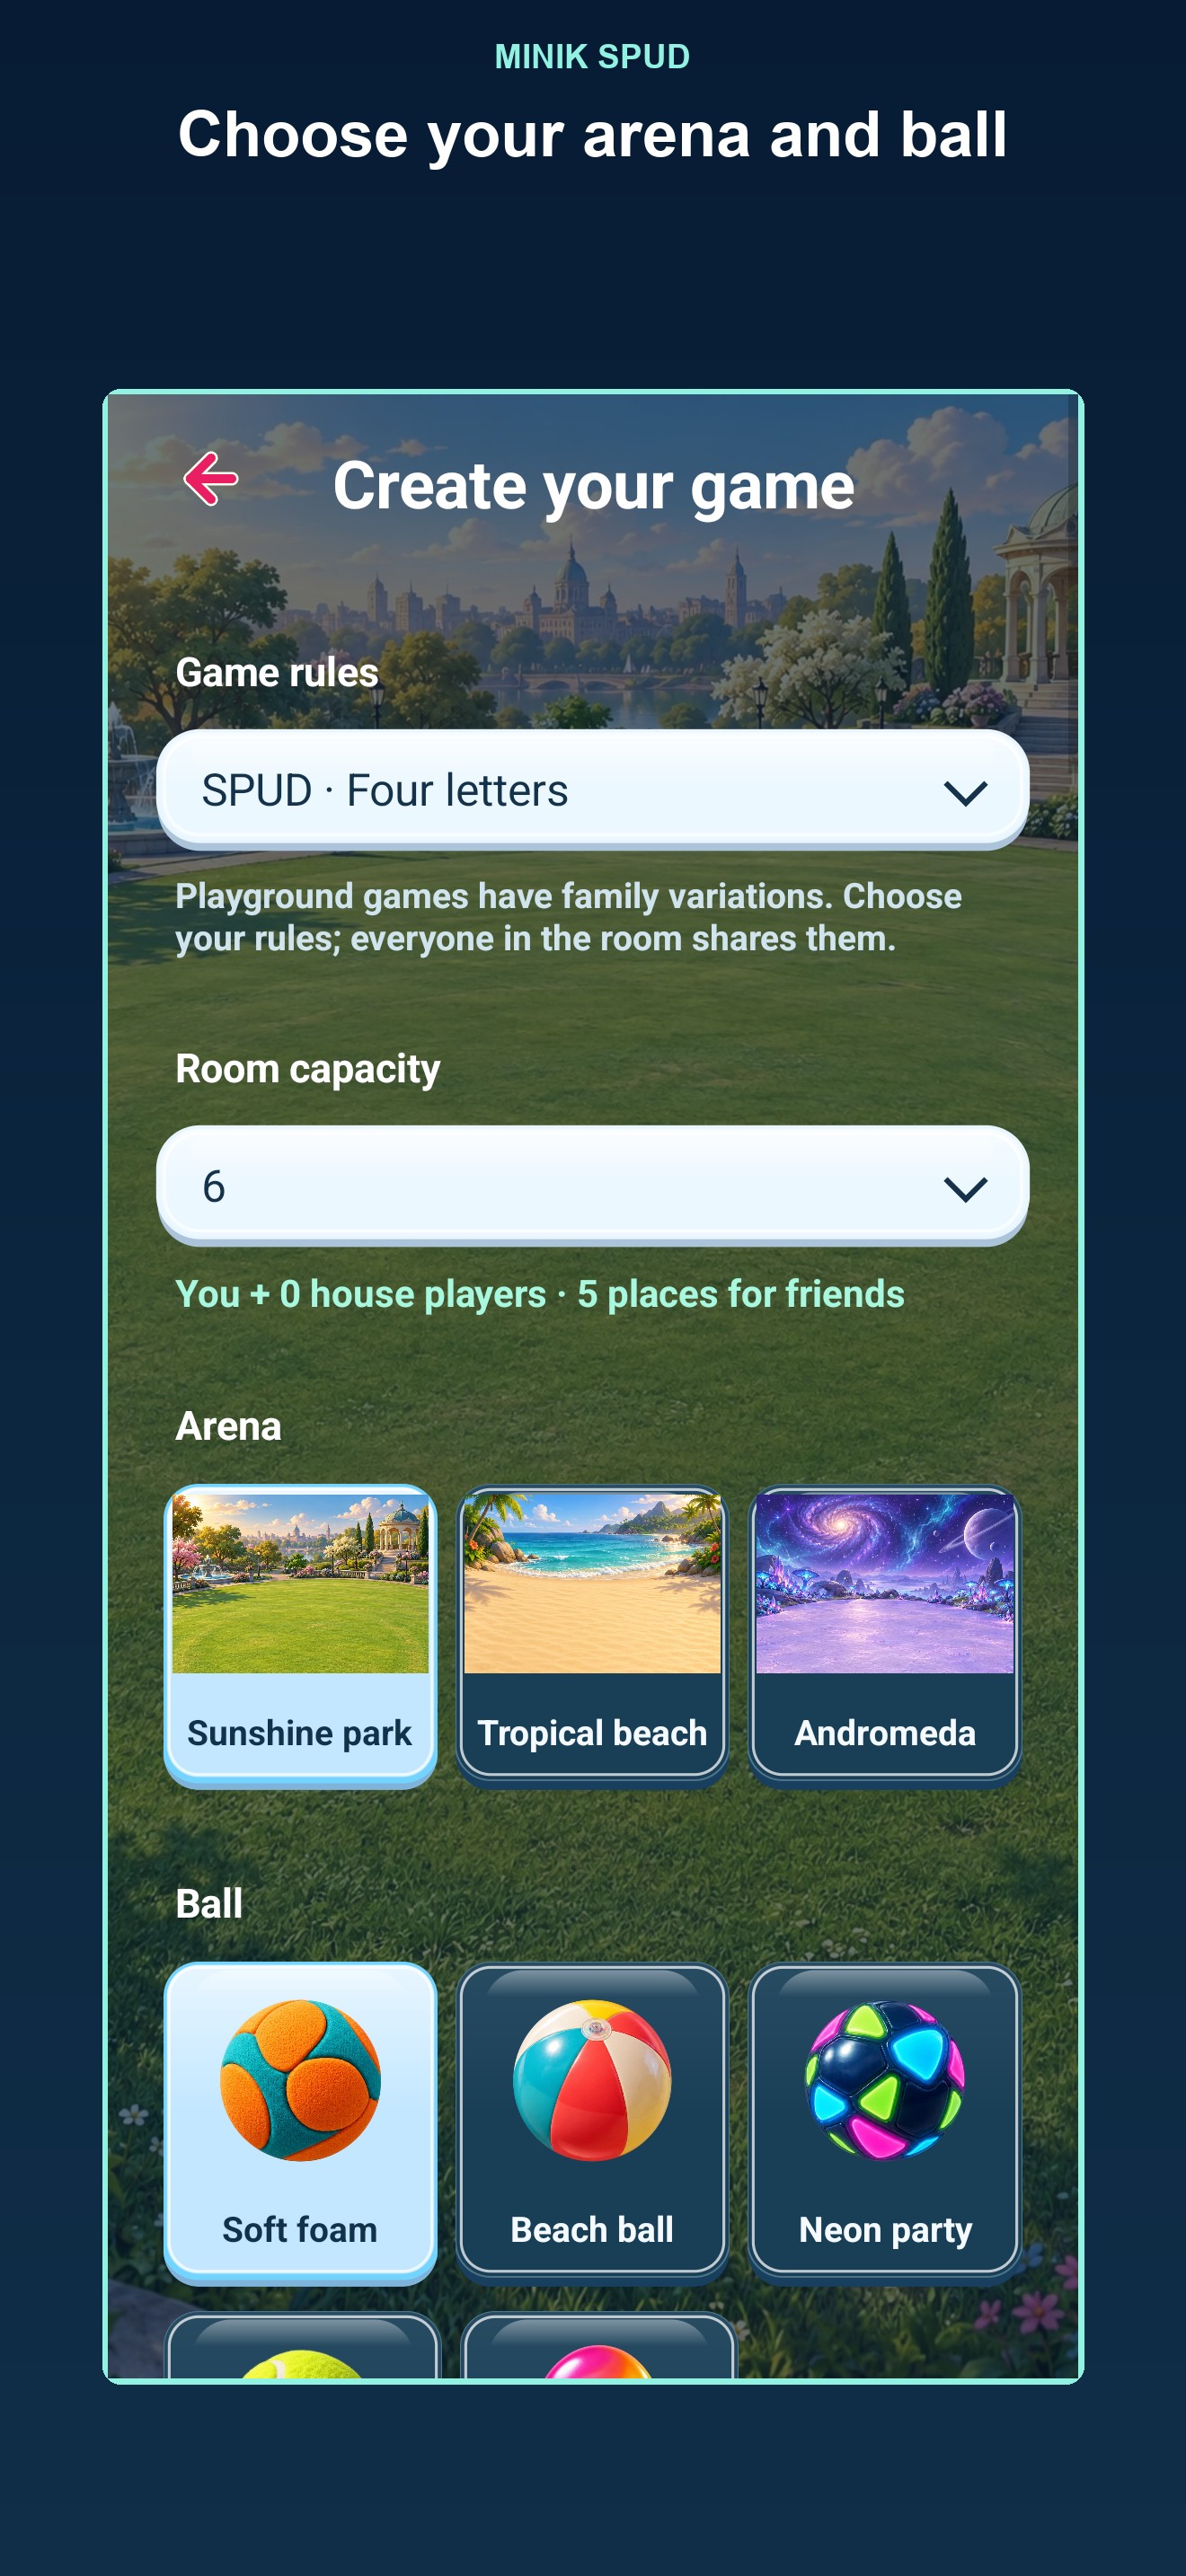 MINIK SPUD
Choose your arena and ball
Create your game
Game rules
SPUD · Four letters
Playground games have family variations. Choose
your rules; everyone in the room shares them.
Room capacity
6
You + 0 house players · 5 places for friends
Arena
Sunshine park
Tropical beach
Andromeda
Ball
Soft foam
Beach ball
Neon party